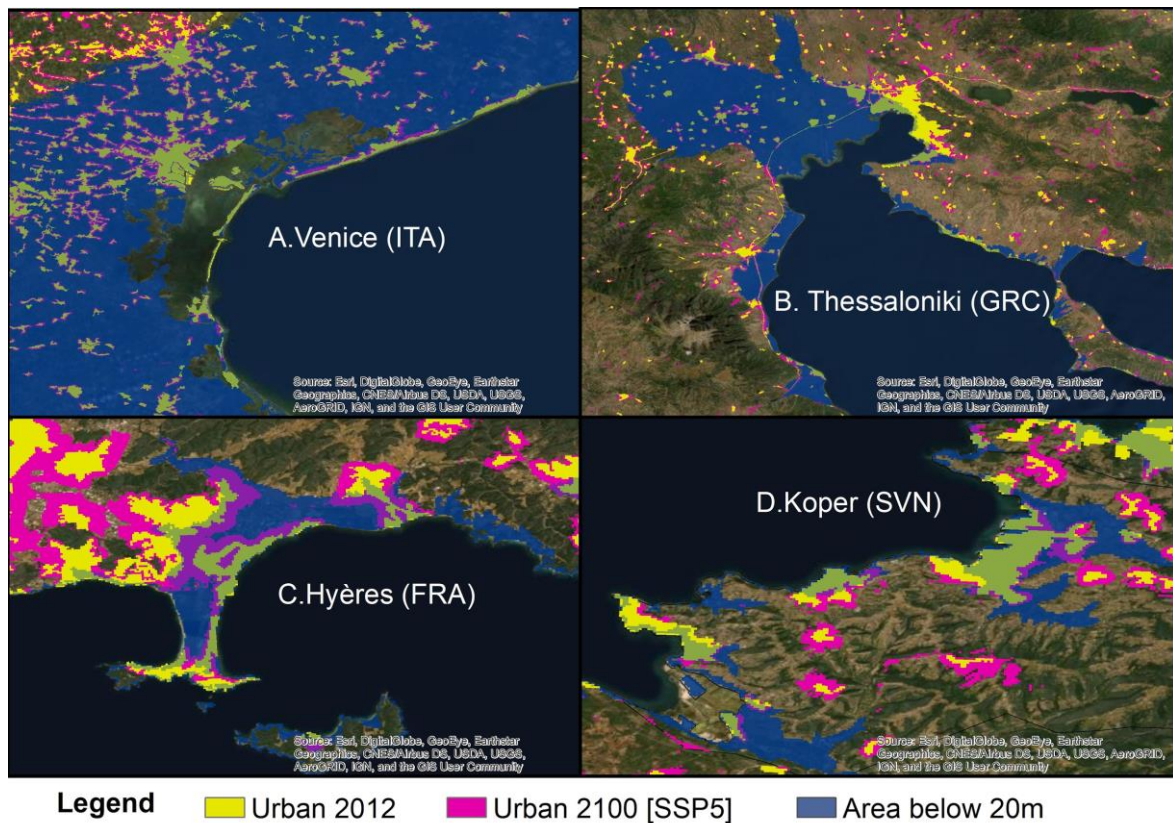 A.Venice (ITA)
Source: Esri, DigitalGlobe, GeoEye, Earthstar
Geographics, CNES/Airbus DS, USDA, USGS,
AeroGRID, IGN, and the GIS User Community
B. Thessaloniki (GRC)
Source: Esri, DigitalGlobe, GeoEye, Earthstar
Geographics, CNES/Airbus DS, USDA, USGS, AeroGRID,
IGN, and the GIS User Community
C.Hyères (FRA)
Source: Esri, DigitalGlobe, GeoEye, Earthstar
Geographics, CNES/Airbus DS, USDA, USGS,
AeroGRID, IGN, and the GIS User Community
D.Koper (SVN)
Source: Esri, DigitalGlobe, GeoEye, Earthstar
Geographics, CNES/Airbus DS, USDA, USGS, AeroGRID,
IGN, and the GIS User Community
Legend Urban 2012 Urban 2100 [SSP5] Area below 20m